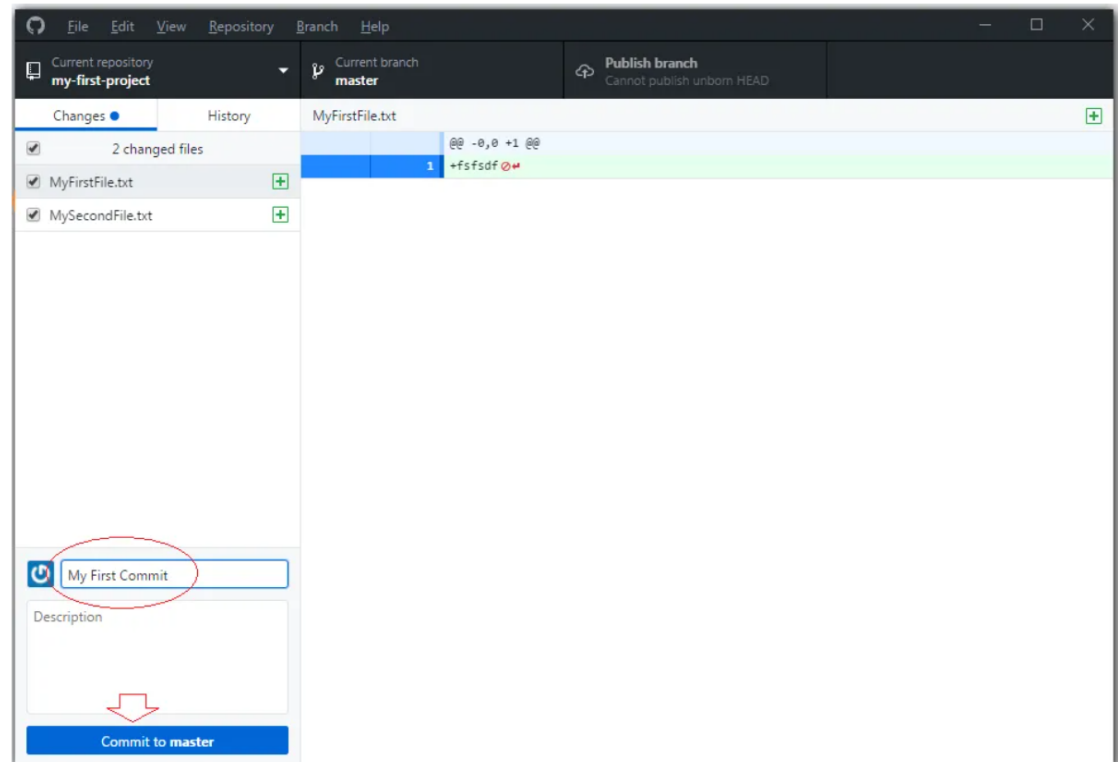 File Edit View Repository Branch Help
Current repository
my-first-project
Current branch
master
Publish branch
Cannot publish unborn HEAD
Changes
History
MyFirstFile.txt
2 changed files
MyFirstFile.txt
MySecondFile.txt
@@ -0,0 +1 @@
1 +fsfsdf
My First Commit
Description
Commit to master